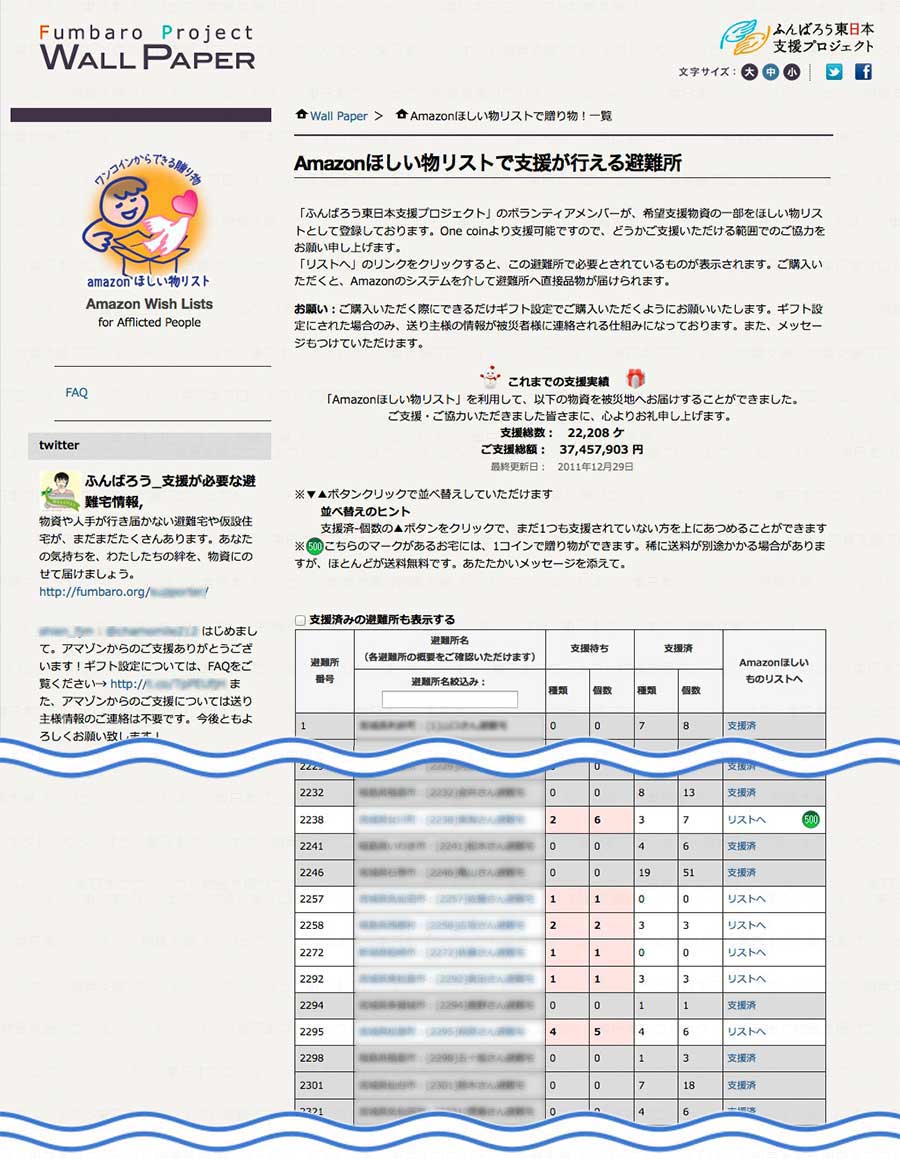 Fumbaro Project
WALL PAPER
ふんばろう東日本
支援プロジェクト
文字サイズ： 大 中 小
Wall Paper ＞ Amazonほしい物リストで贈り物！一覧
ワンコインからできる贈り物
amazon ほしい物リスト
Amazon Wish Lists
for Afflicted People
FAQ
twitter
ふんばろう_支援が必要な避
難宅情報,
物資や人手が行き届かない避難宅や仮設住
宅が、まだまだたくさんあります。あなた
の気持ちを、わたしたちの絆を、物資にの
せて届けましょう。
http://fumbaro.org/
はじめまし
て。アマゾンからのご支援ありがとうござ
います！ギフト設定については、FAQをご
覧ください→ http:// ま
た、アマゾンからのご支援については送り
主様情報のご連絡は不要です。今後ともよ
ろしくお願い致します！
Amazonほしい物リストで支援が行える避難所
「ふんばろう東日本支援プロジェクト」のボランティアメンバーが、希望支援物資の一部をほしい物リス
トとして登録しております。One coinより支援可能ですので、どうかご支援いただける範囲でのご協力を
お願い申し上げます。
「リストへ」のリンクをクリックすると、この避難所で必要とされているものが表示されます。ご購入い
ただくと、Amazonのシステムを介して避難所へ直接品物が届けられます。
お願い：ご購入いただく際にできるだけギフト設定でご購入いただくようにお願いいたします。ギフト設
定にされた場合のみ、送り主様の情報が被災者様に連絡される仕組みになっております。また、メッセー
ジもつけていただけます。
これまでの支援実績
「Amazonほしい物リスト」を利用して、以下の物資を被災地へお届けすることができました。
ご支援・ご協力いただきました皆さまに、心よりお礼申し上げます。
支援総数： 22,208 ケ
ご支援総額： 37,457,903 円
最終更新日： 2011年12月29日
※▼▲ボタンクリックで並べ替えしていただけます
並べ替えのヒント
支援済-個数の▲ボタンをクリックで、まだ1つも支援されていない方を上にあつめることができます
※500こちらのマークがあるお宅には、1コインで贈り物ができます。稀に送料が別途かかる場合がありま
すが、ほとんどが送料無料です。あたたかいメッセージを添えて。
支援済みの避難所も表示する
避難所番号 避難所名（各避難所の概要をご確認いただけます） 支援待ち 支援済 Amazonほしいものリストへ
避難所名絞込み： 種類 個数 種類 個数
1 0 0 7 8 支援済
2232 0 0 8 13 支援済
2238 2 6 3 7 リストへ 500
2241 0 0 4 6 支援済
2246 0 0 19 51 支援済
2257 1 1 0 0 リストへ
2258 2 2 3 3 リストへ
2272 1 1 0 0 リストへ
2292 1 1 3 3 リストへ
2294 0 0 1 1 支援済
2295 4 5 4 6 リストへ
2298 0 0 1 3 支援済
2301 0 0 7 18 支援済
2321 0 0 4 6 支援済